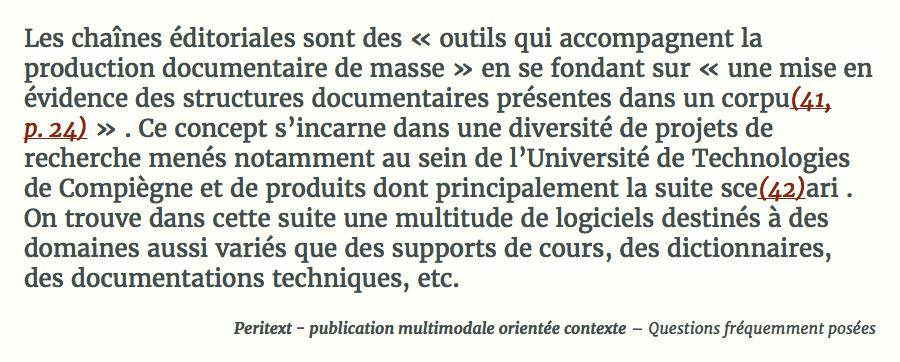 Les chaînes éditoriales sont des « outils qui accompagnent la
production documentaire de masse » en se fondant sur « une mise en
évidence des structures documentaires présentes dans un corpu(41,
p. 24) » . Ce concept s’incarne dans une diversité de projets de
recherche menés notamment au sein de l’Université de Technologies
de Compiègne et de produits dont principalement la suite sce(42)ari .
On trouve dans cette suite une multitude de logiciels destinés à des
domaines aussi variés que des supports de cours, des dictionnaires,
des documentations techniques, etc.
Peritext - publication multimodale orientée contexte – Questions fréquemment posées